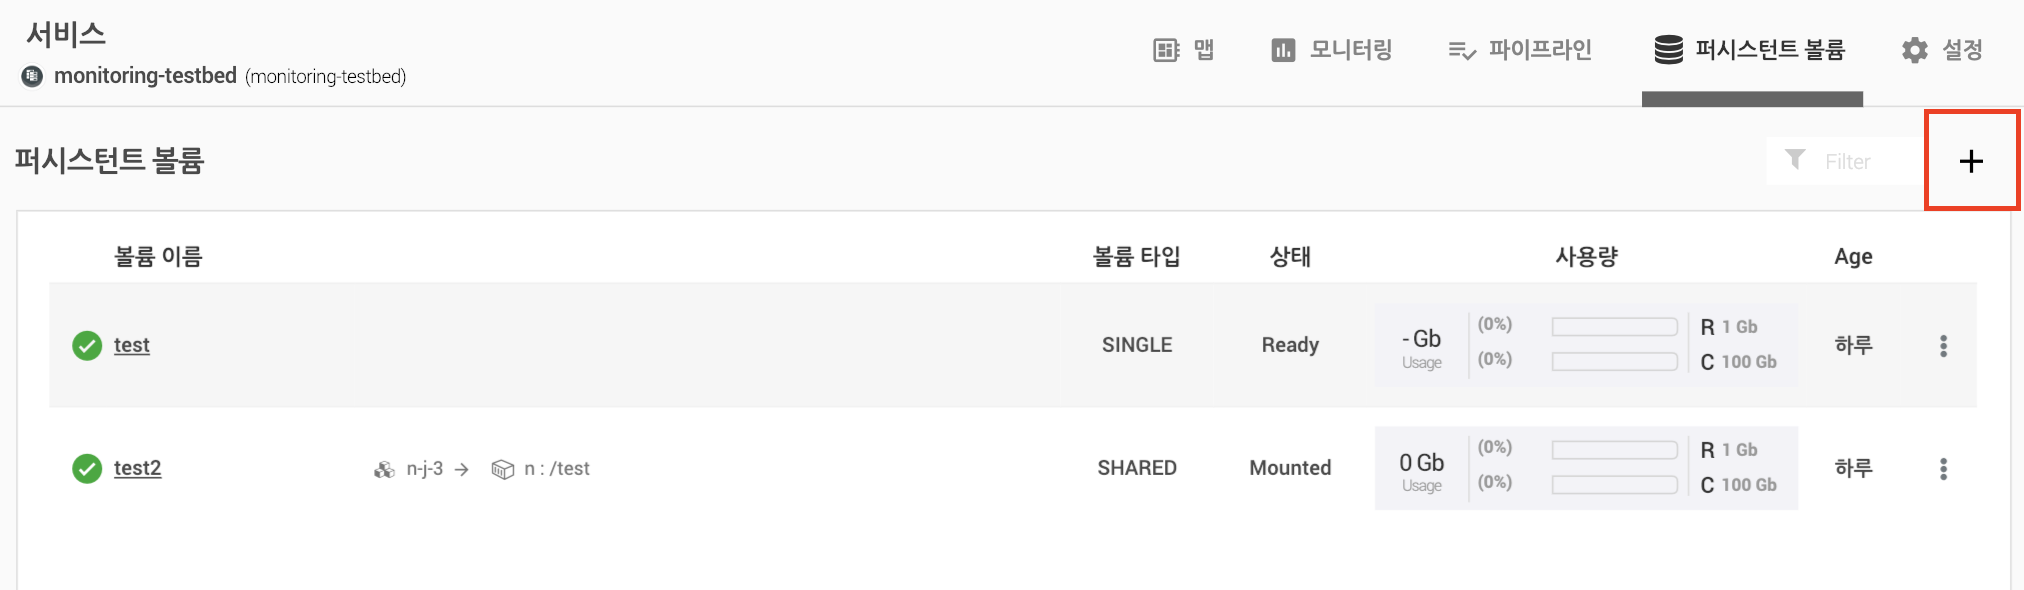 서비스
monitoring-testbed (monitoring-testbed)
맵 모니터링 파이프라인 퍼시스턴트 볼륨 설정
퍼시스턴트 볼륨
Filter
볼륨 이름 볼륨 타입 상태 사용량 Age
test SINGLE Ready - Gb Usage (0%) (0%) R 1 Gb C 100 Gb 하루
test2 n-j-3 → n : /test SHARED Mounted 0 Gb Usage (0%) (0%) R 1 Gb C 100 Gb 하루